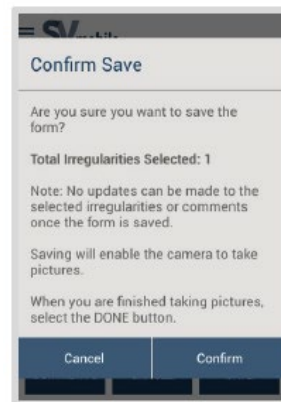 SVmobile
Confirm Save
Are you sure you want to save the
form?
Total Irregularities Selected: 1
Note: No updates can be made to the
selected irregularities or comments
once the form is saved.
Saving will enable the camera to take
pictures.
When you are finished taking pictures,
select the DONE button.
Cancel
Confirm